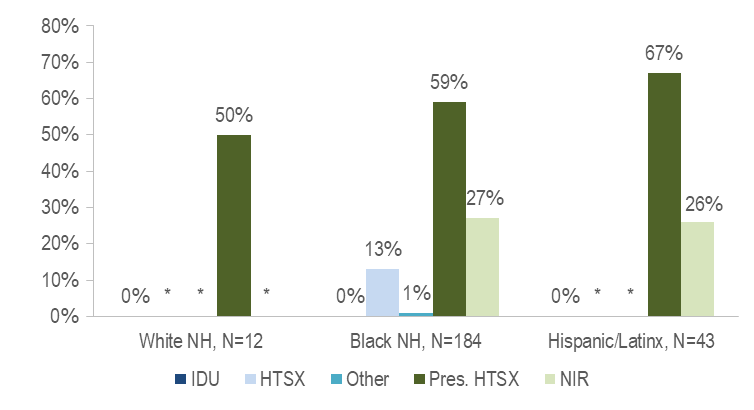 80%
70%
60%
50%
40%
30%
20%
10%
0%
0% * * 50% *
0% 13% 1% 59% 27%
0% * * 67% 26%
White NH, N=12 Black NH, N=184 Hispanic/Latinx, N=43
IDU HTSX Other Pres. HTSX NIR